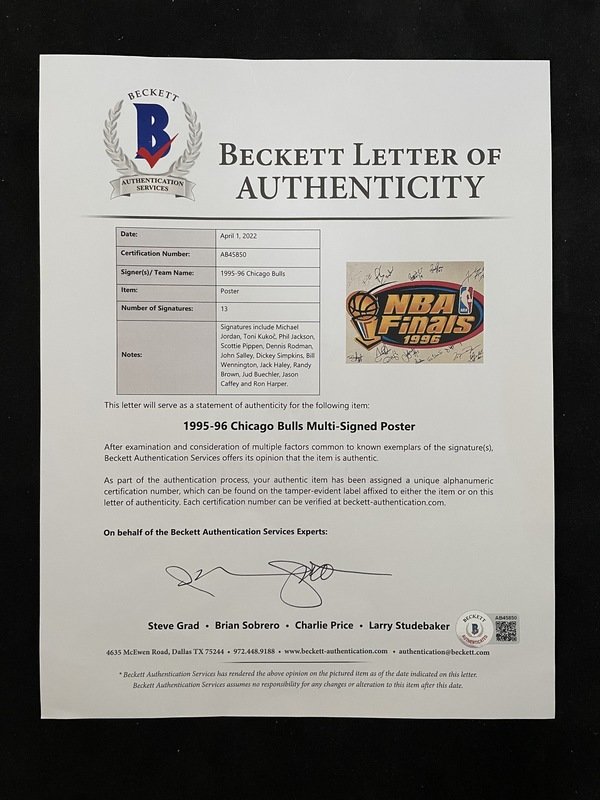 BECKETT
B
AUTHENTICATION
SERVICES
BECKETT LETTER OF
AUTHENTICITY
Date: April 1, 2022
Certification Number: AB45850
Signer(s)/ Team Name: 1995-96 Chicago Bulls
Item: Poster
Number of Signatures: 13
Notes:
Signatures include Michael
Jordan, Toni Kukoč, Phil Jackson,
Scottie Pippen, Dennis Rodman,
John Salley, Dickey Simpkins, Bill
Wennington, Jack Haley, Randy
Brown, Jud Buechler, Jason
Caffey and Ron Harper.
NBA
Finals
1996
This letter will serve as a statement of authenticity for the following item:
1995-96 Chicago Bulls Multi-Signed Poster
After examination and consideration of multiple factors common to known exemplars of the signature(s),
Beckett Authentication Services offers its opinion that the item is authentic.
As part of the authentication process, your authentic item has been assigned a unique alphanumeric
certification number, which can be found on the tamper-evident label affixed to either the item or on this
letter of authenticity. Each certification number can be verified at beckett-authentication.com.
On behalf of the Beckett Authentication Services Experts:
Steve Grad • Brian Sobrero • Charlie Price • Larry Studebaker
BECKETT
B
AUTHENTICATED
AB45850
4635 McEwen Road, Dallas TX 75244 • 972.448.9188 • www.beckett-authentication.com • authentication@beckett.com
* Beckett Authentication Services has rendered the above opinion on the pictured item as of the date indicated on this letter.
Beckett Authentication Services assumes no responsibility for any changes or alteration to this item after this date.